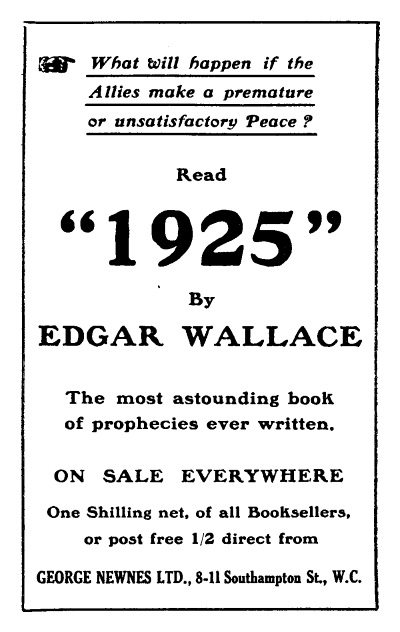 What will happen if the
Allies make a premature
or unsatisfactory Peace ?
Read
“1925”
By
EDGAR WALLACE
The most astounding book
of prophecies ever written.
ON SALE EVERYWHERE
One Shilling net, of all Booksellers,
or post free 1/2 direct from
GEORGE NEWNES LTD., 8-11 Southampton St., W.C.